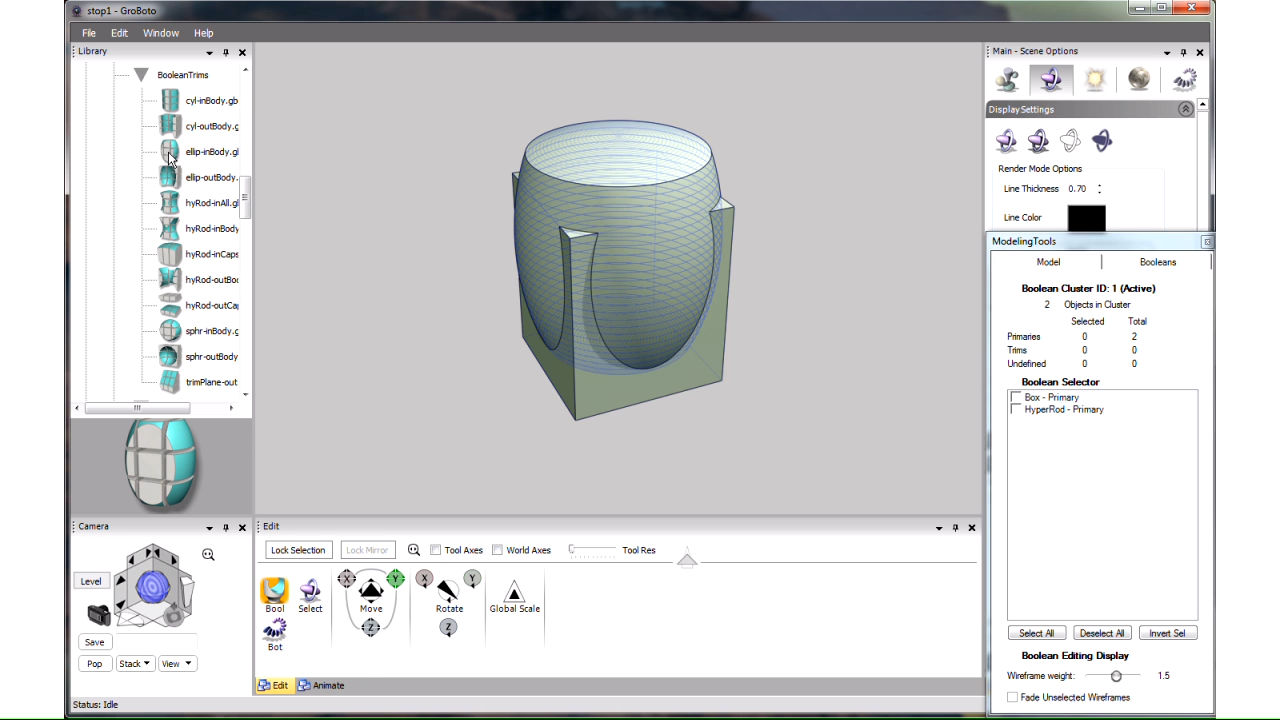 stop1 - GroBoto
File Edit Window Help
Library
BooleanTrims
cyl-inBody.gb
cyl-outBody.g
ellip-inBody.gl
ellip-outBody.
hyRod-inAll.gl
hyRod-inBody
hyRod-inCaps
hyRod-outBo
hyRod-outCa
sphr-inBody.g
sphr-outBody
trimPlane-out
Camera
Level
Save
Pop Stack View
Status: Idle
Edit
Lock Selection Lock Mirror Tool Axes World Axes Tool Res
X Y X Y
Bool Select Move Rotate Global Scale
Z Z
Bot
Edit Animate
Main - Scene Options
DisplaySettings
Render Mode Options
Line Thickness 0.70
Line Color
ModelingTools
Model Booleans
Boolean Cluster ID: 1 (Active)
2 Objects in Cluster
Selected Total
Primaries 0 2
Trims 0 0
Undefined 0 0
Boolean Selector
Box - Primary
HyperRod - Primary
Select All Deselect All Invert Sel
Boolean Editing Display
Wireframe weight: 1.5
Fade Unselected Wireframes